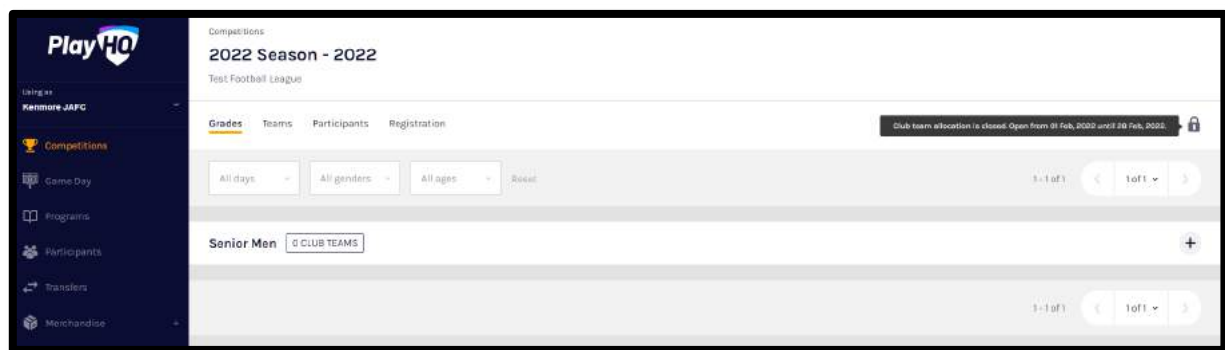 PlayHQ
Using as
Kenmore JAFC
Competitions
Game Day
Programs
Participants
Transfers
Merchandise
Competitions
2022 Season - 2022
Test Football League
Grades Teams Participants Registration
Club team allocation is closed. Open from 01 Feb, 2022 until 28 Feb, 2022.
All days All genders All ages Reset
1 - 1 of 1 1 of 1
Senior Men 0 CLUB TEAMS
1 - 1 of 1 1 of 1